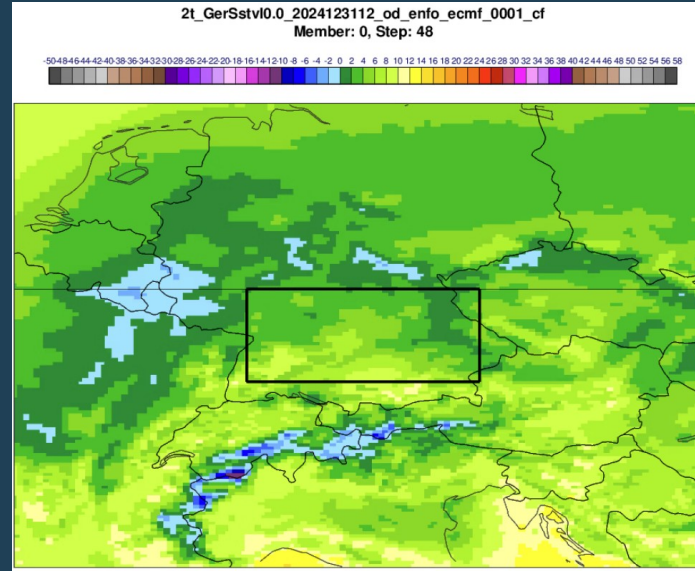 2t_GerSstvl0.0_2024123112_od_enfo_ecmf_0001_cf
Member: 0, Step: 48
-50-48-46-44-42-40-38-36-34-32-30-28-26-24-22-20-18-16-14-12-10-8 -6 -4 -2 0 2 4 6 8 10 12 14 16 18 20 22 24 26 28 30 32 34 36 38 40 42 44 46 48 50 52 54 56 58